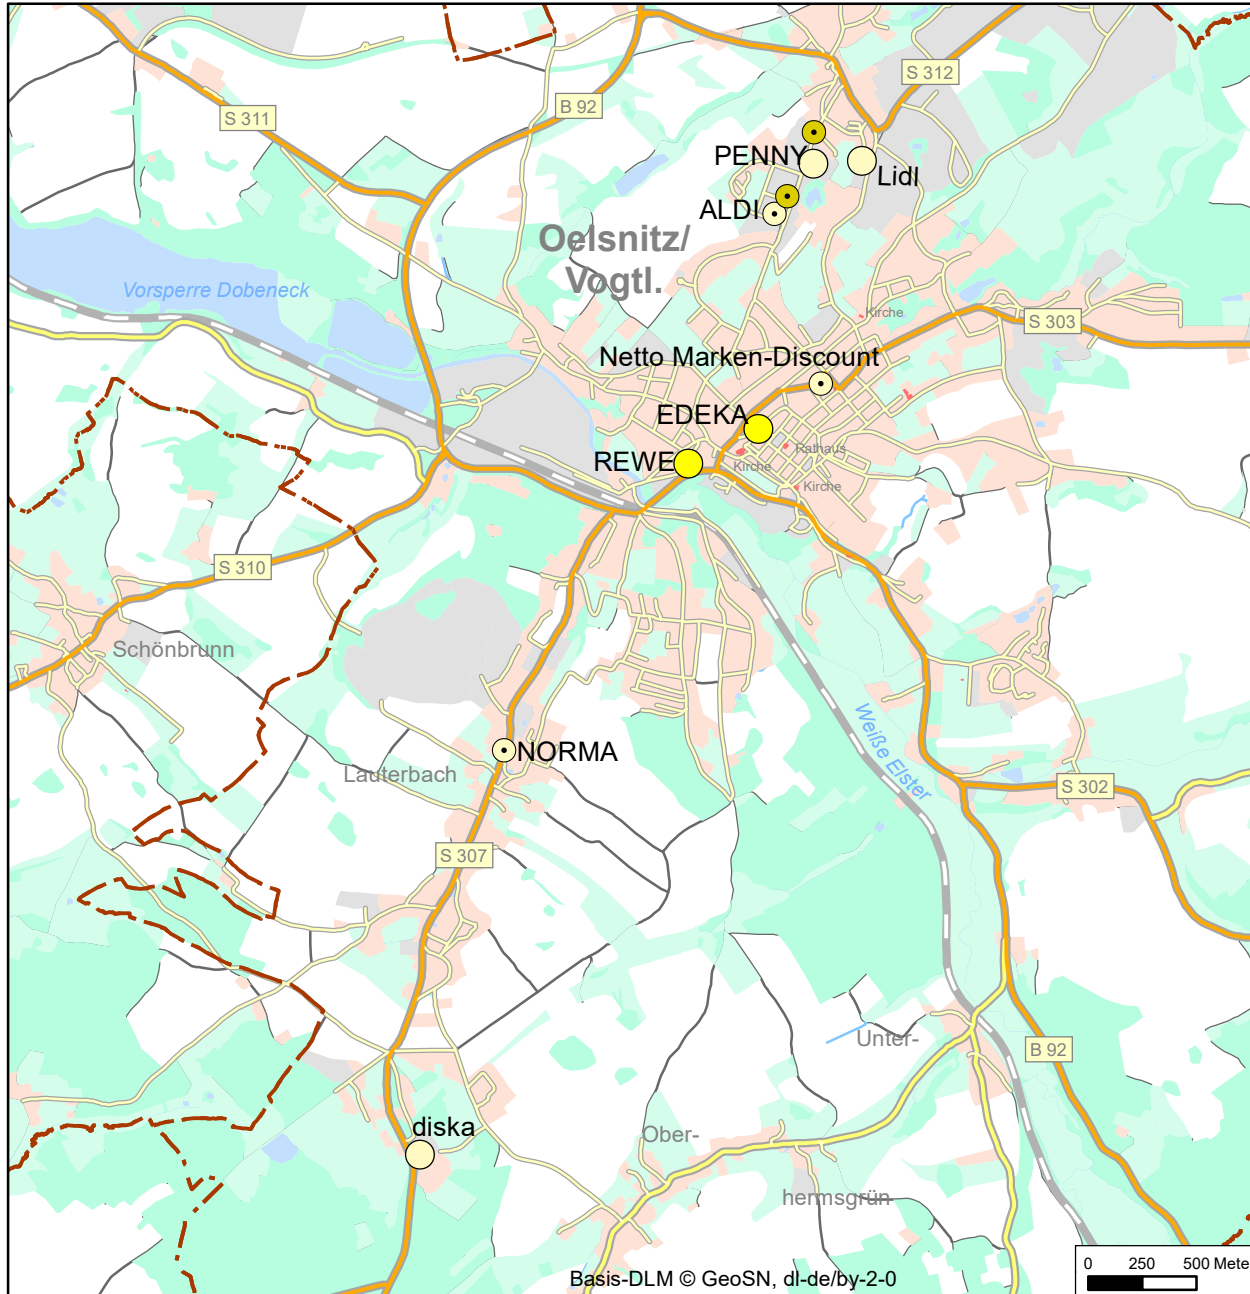 S 312
B 92
S 311
PENNY
Lidl
ALDI
Oelsnitz/
Vogtl.
Vorsperre Dobeneck
Kirche
S 303
Netto Marken-Discount
EDEKA
Rathaus
REWE
Kirche
Kirche
S 310
Schönbrunn
Weiße Elster
NORMA
Lauterbach
S 302
S 307
Unter-
B 92
diska
Ober-
hermsgrün
0 250 500 Mete
Basis-DLM © GeoSN, dl-de/by-2-0